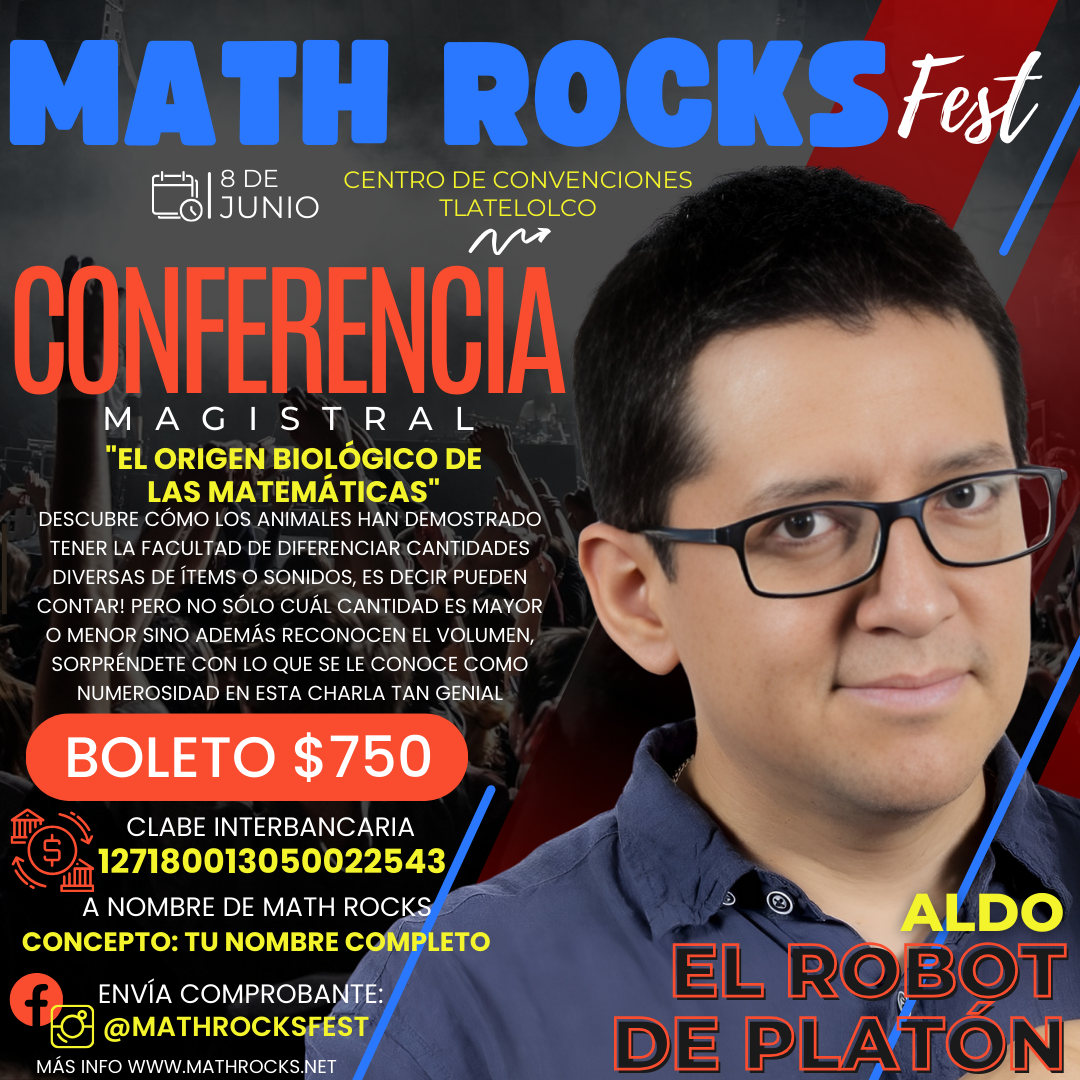 MATH ROCKS Fest
8 DE
JUNIO
CENTRO DE CONVENCIONES
TLATELOLCO
CONFERENCIA
MAGISTRAL
"EL ORIGEN BIOLÓGICO DE
LAS MATEMÁTICAS"
DESCUBRE CÓMO LOS ANIMALES HAN DEMOSTRADO
TENER LA FACULTAD DE DIFERENCIAR CANTIDADES
DIVERSAS DE ÍTEMS O SONIDOS, ES DECIR PUEDEN
CONTAR! PERO NO SÓLO CUÁL CANTIDAD ES MAYOR
O MENOR SINO ADEMÁS RECONOCEN EL VOLUMEN,
SORPRÉNDETE CON LO QUE SE LE CONOCE COMO
NUMEROSIDAD EN ESTA CHARLA TAN GENIAL
BOLETO $750
CLABE INTERBANCARIA
127180013050022543
A NOMBRE DE MATH ROCKS
CONCEPTO: TU NOMBRE COMPLETO
ENVÍA COMPROBANTE:
@MATHROCKSFEST
MÁS INFO WWW.MATHROCKS.NET
ALDO
EL ROBOT
DE PLATÓN